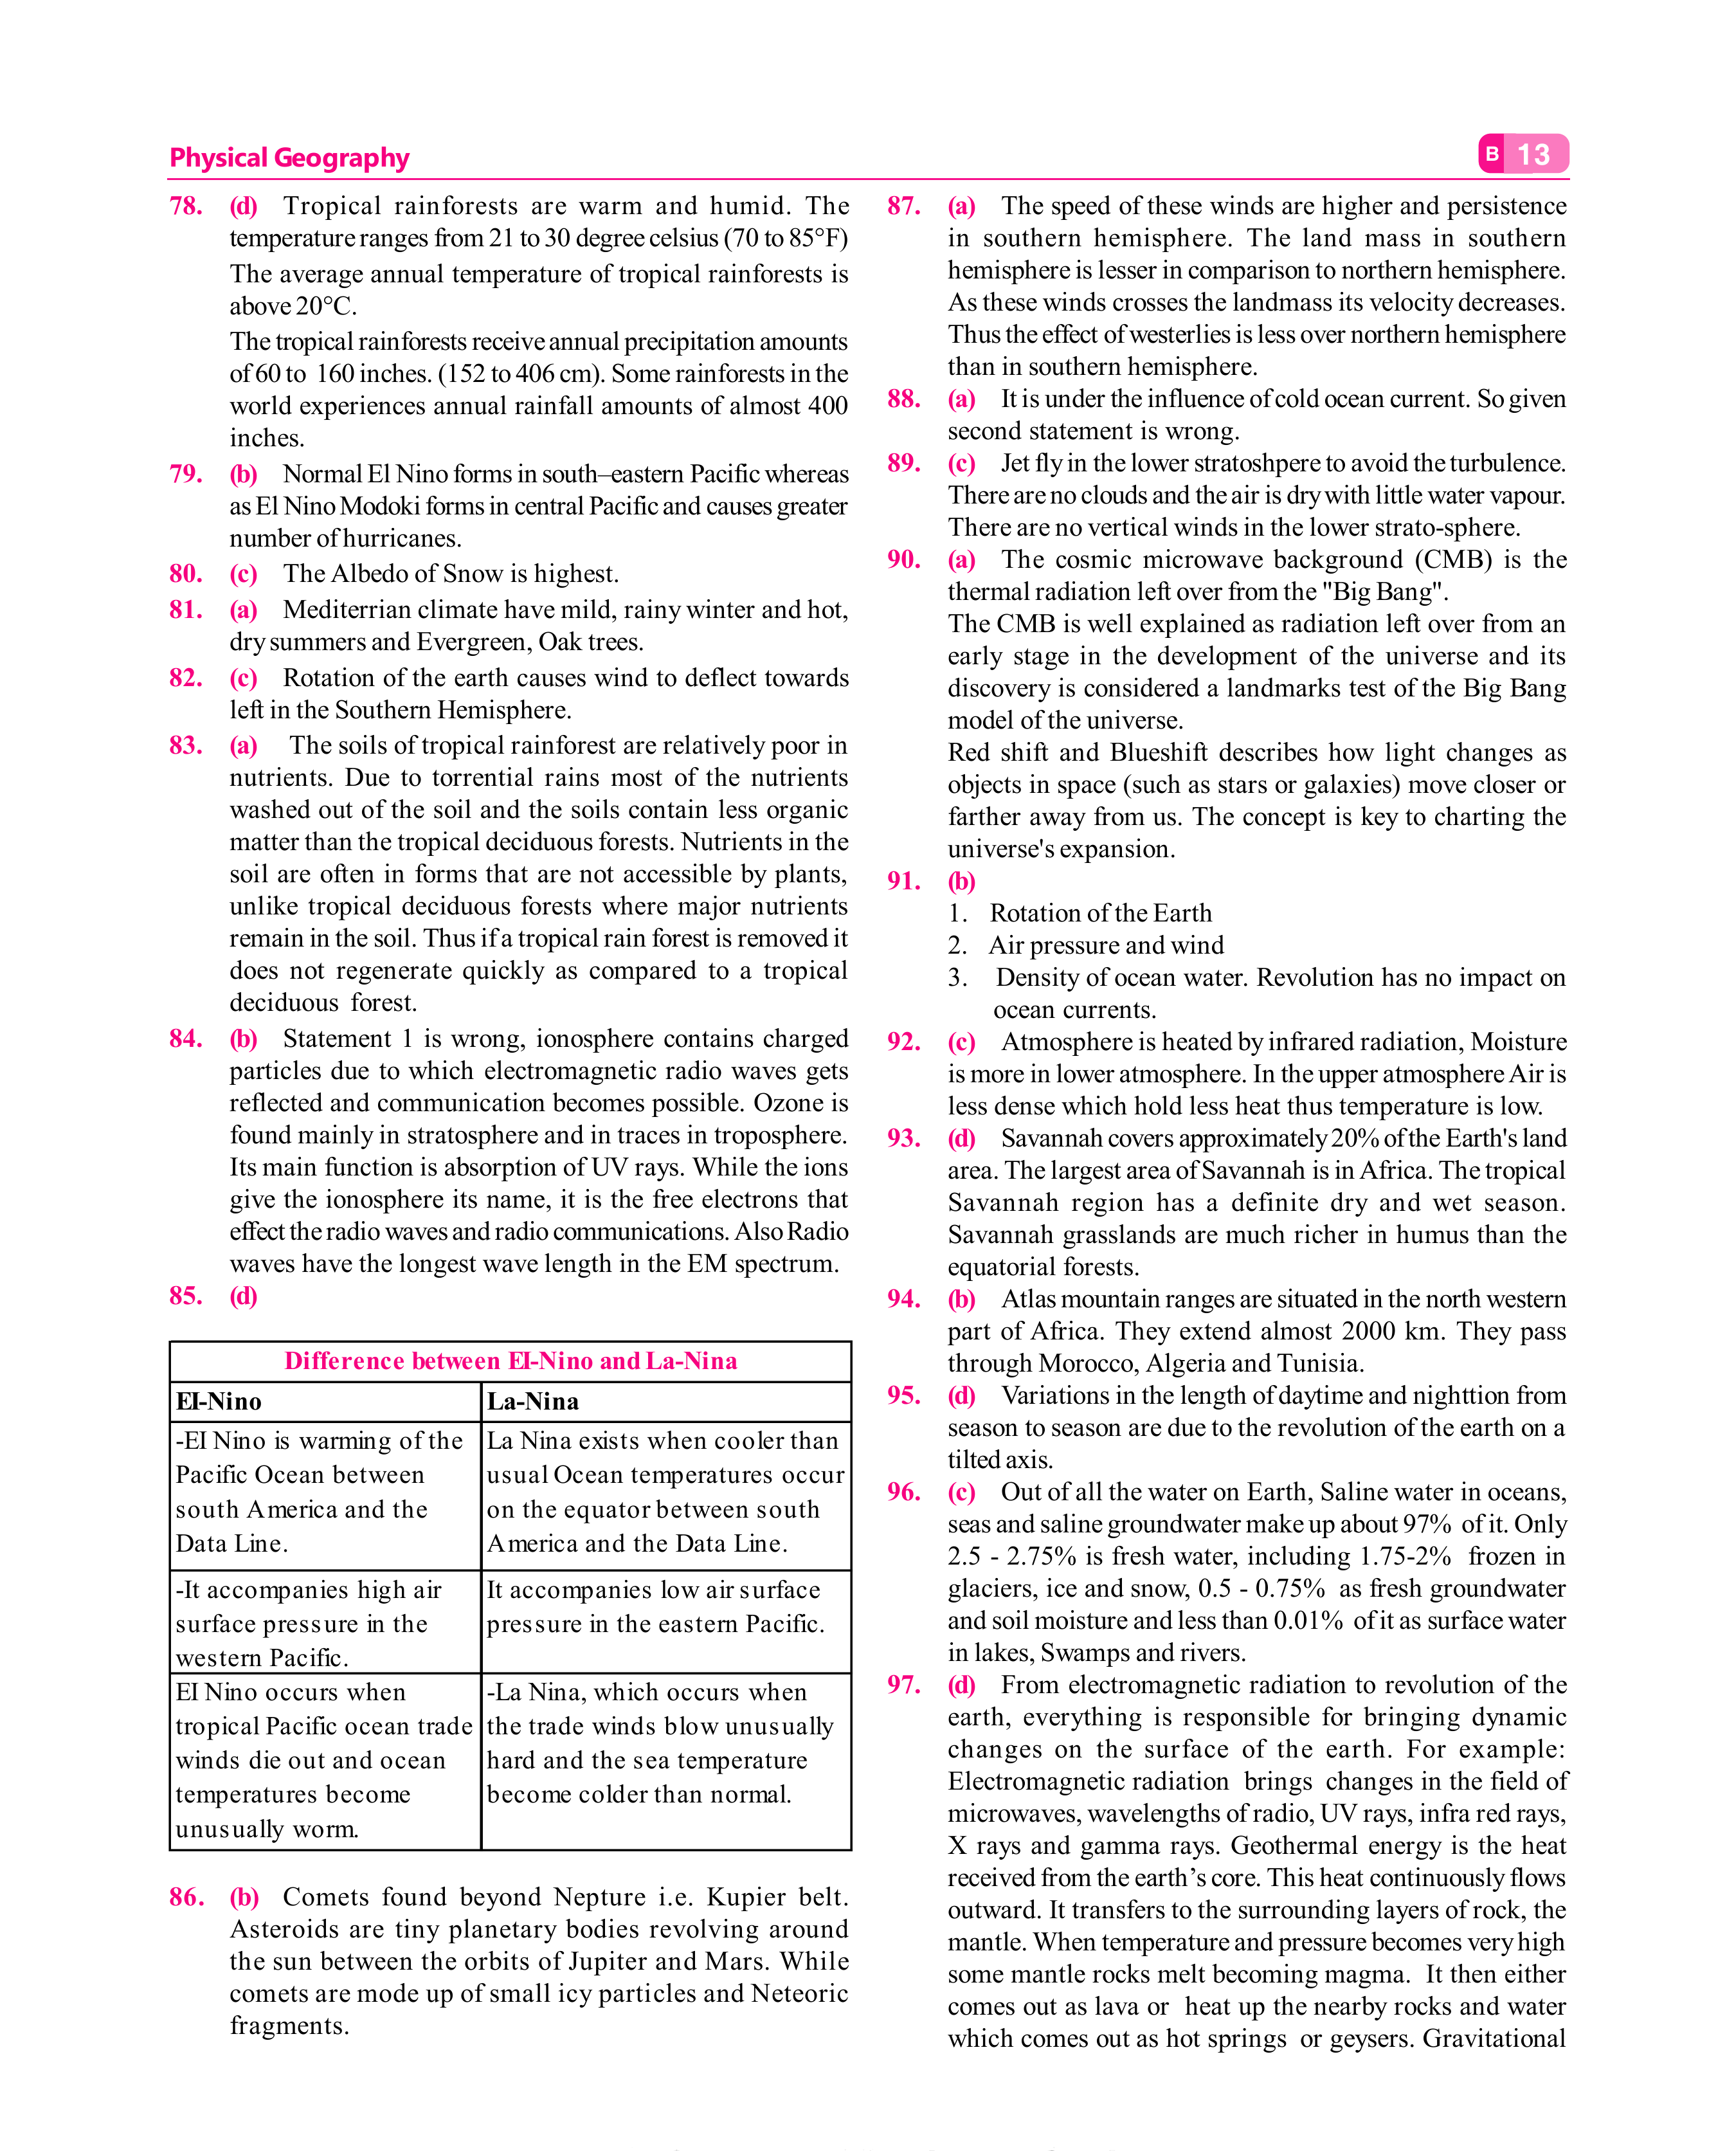 Physical Geography
B 13
78. (d) Tropical rainforests are warm and humid. The
temperature ranges from 21 to 30 degree celsius (70 to 85°F)
The average annual temperature of tropical rainforests is
above 20°C.
The tropical rainforests receive annual precipitation amounts
of 60 to 160 inches. (152 to 406 cm). Some rainforests in the
world experiences annual rainfall amounts of almost 400
inches.
79. (b) Normal El Nino forms in south–eastern Pacific whereas
as El Nino Modoki forms in central Pacific and causes greater
number of hurricanes.
80. (c) The Albedo of Snow is highest.
81. (a) Mediterrian climate have mild, rainy winter and hot,
dry summers and Evergreen, Oak trees.
82. (c) Rotation of the earth causes wind to deflect towards
left in the Southern Hemisphere.
83. (a) The soils of tropical rainforest are relatively poor in
nutrients. Due to torrential rains most of the nutrients
washed out of the soil and the soils contain less organic
matter than the tropical deciduous forests. Nutrients in the
soil are often in forms that are not accessible by plants,
unlike tropical deciduous forests where major nutrients
remain in the soil. Thus if a tropical rain forest is removed it
does not regenerate quickly as compared to a tropical
deciduous forest.
84. (b) Statement 1 is wrong, ionosphere contains charged
particles due to which electromagnetic radio waves gets
reflected and communication becomes possible. Ozone is
found mainly in stratosphere and in traces in troposphere.
Its main function is absorption of UV rays. While the ions
give the ionosphere its name, it is the free electrons that
effect the radio waves and radio communications. Also Radio
waves have the longest wave length in the EM spectrum.
85. (d)
Difference between EI-Nino and La-Nina
EI-Nino
La-Nina
-EI Nino is warming of the
Pacific Ocean between
south America and the
Data Line.
La Nina exists when cooler than
usual Ocean temperatures occur
on the equator between south
America and the Data Line.
-It accompanies high air
surface pressure in the
western Pacific.
It accompanies low air surface
pressure in the eastern Pacific.
EI Nino occurs when
tropical Pacific ocean trade
winds die out and ocean
temperatures become
unusually worm.
-La Nina, which occurs when
the trade winds blow unusually
hard and the sea temperature
become colder than normal.
86. (b) Comets found beyond Nepture i.e. Kupier belt.
Asteroids are tiny planetary bodies revolving around
the sun between the orbits of Jupiter and Mars. While
comets are mode up of small icy particles and Neteoric
fragments.
87. (a) The speed of these winds are higher and persistence
in southern hemisphere. The land mass in southern
hemisphere is lesser in comparison to northern hemisphere.
As these winds crosses the landmass its velocity decreases.
Thus the effect of westerlies is less over northern hemisphere
than in southern hemisphere.
88. (a) It is under the influence of cold ocean current. So given
second statement is wrong.
89. (c) Jet fly in the lower stratoshpere to avoid the turbulence.
There are no clouds and the air is dry with little water vapour.
There are no vertical winds in the lower strato-sphere.
90. (a) The cosmic microwave background (CMB) is the
thermal radiation left over from the "Big Bang".
The CMB is well explained as radiation left over from an
early stage in the development of the universe and its
discovery is considered a landmarks test of the Big Bang
model of the universe.
Red shift and Blueshift describes how light changes as
objects in space (such as stars or galaxies) move closer or
farther away from us. The concept is key to charting the
universe's expansion.
91. (b)
1. Rotation of the Earth
2. Air pressure and wind
3. Density of ocean water. Revolution has no impact on
ocean currents.
92. (c) Atmosphere is heated by infrared radiation, Moisture
is more in lower atmosphere. In the upper atmosphere Air is
less dense which hold less heat thus temperature is low.
93. (d) Savannah covers approximately 20% of the Earth's land
area. The largest area of Savannah is in Africa. The tropical
Savannah region has a definite dry and wet season.
Savannah grasslands are much richer in humus than the
equatorial forests.
94. (b) Atlas mountain ranges are situated in the north western
part of Africa. They extend almost 2000 km. They pass
through Morocco, Algeria and Tunisia.
95. (d) Variations in the length of daytime and nighttion from
season to season are due to the revolution of the earth on a
tilted axis.
96. (c) Out of all the water on Earth, Saline water in oceans,
seas and saline groundwater make up about 97% of it. Only
2.5 - 2.75% is fresh water, including 1.75-2% frozen in
glaciers, ice and snow, 0.5 - 0.75% as fresh groundwater
and soil moisture and less than 0.01% of it as surface water
in lakes, Swamps and rivers.
97. (d) From electromagnetic radiation to revolution of the
earth, everything is responsible for bringing dynamic
changes on the surface of the earth. For example:
Electromagnetic radiation brings changes in the field of
microwaves, wavelengths of radio, UV rays, infra red rays,
X rays and gamma rays. Geothermal energy is the heat
received from the earth’s core. This heat continuously flows
outward. It transfers to the surrounding layers of rock, the
mantle. When temperature and pressure becomes very high
some mantle rocks melt becoming magma. It then either
comes out as lava or heat up the nearby rocks and water
which comes out as hot springs or geysers. Gravitational